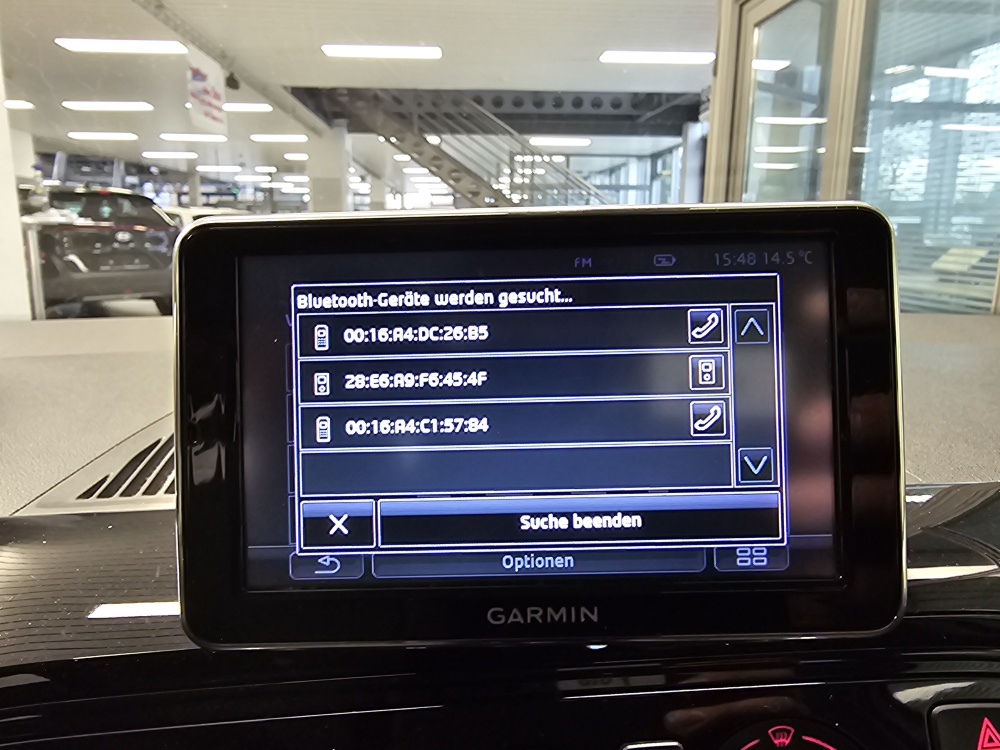 FM 15:48 14.5 °C
Bluetooth-Geräte werden gesucht...
00:16:A4:DC:26:B5
28:E6:A9:F6:45:4F
00:16:A4:C1:57:84
X Suche beenden
Optionen
GARMIN